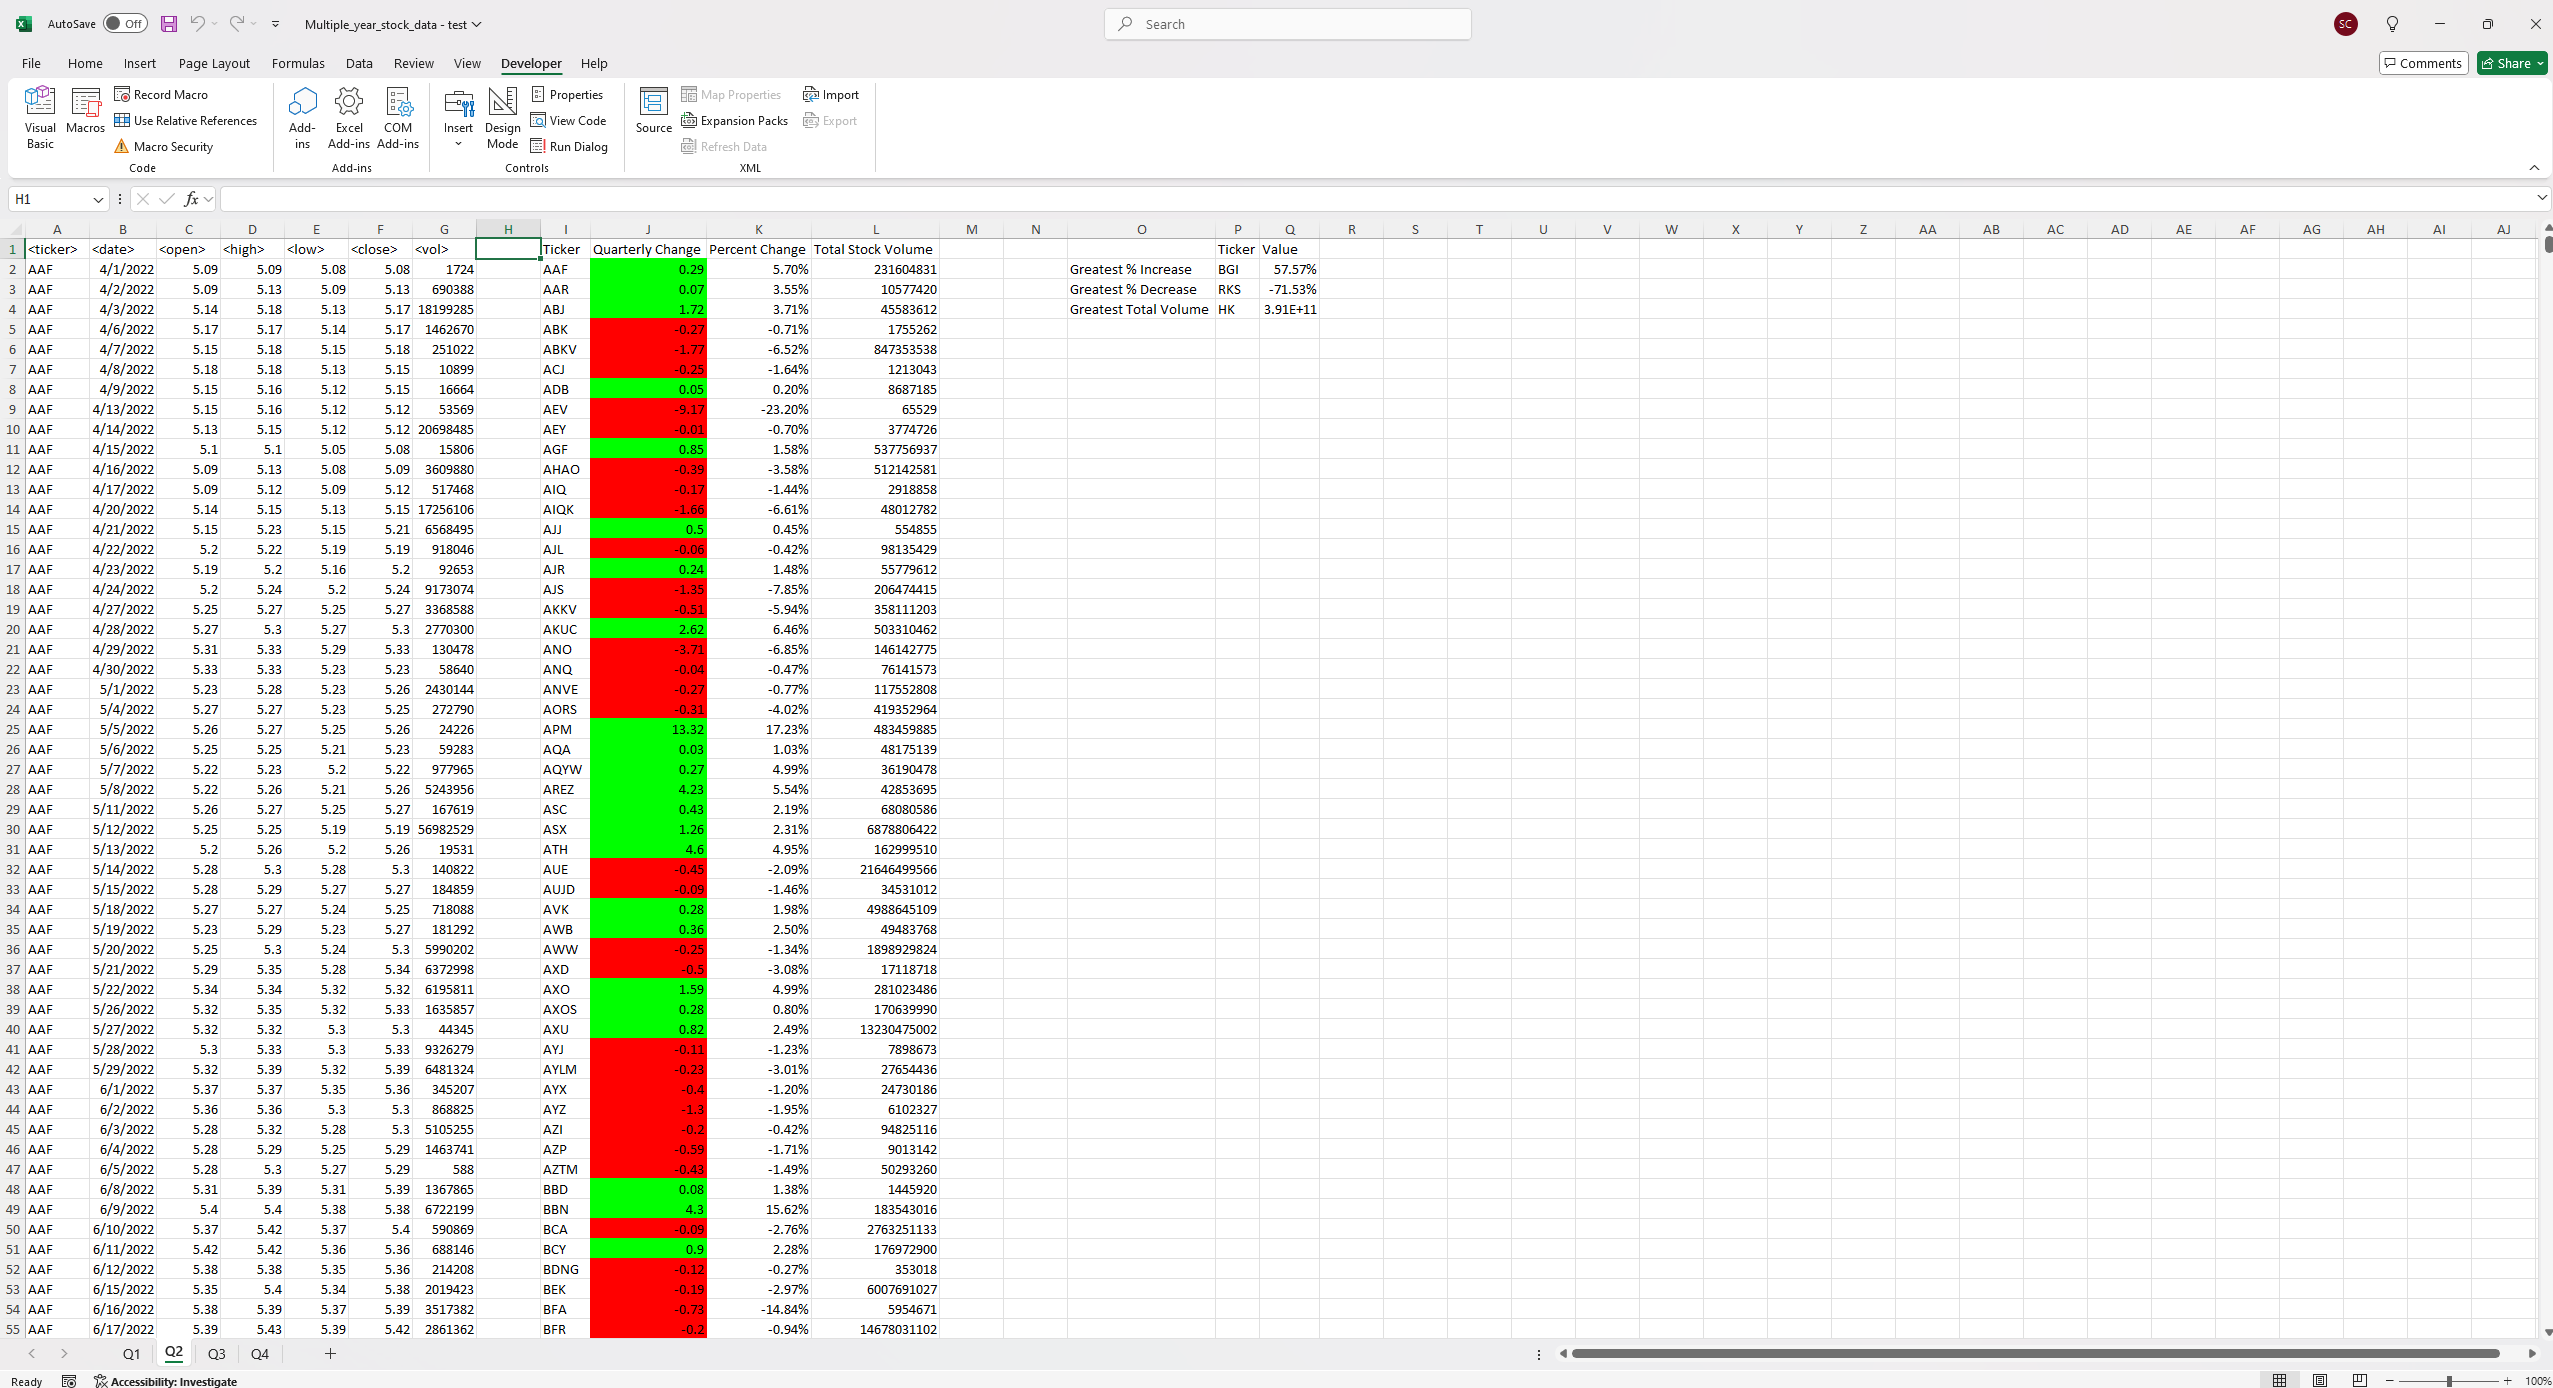 AutoSave Off Multiple_year_stock_data - test Search SC
File Home Insert Page Layout Formulas Data Review View Developer Help Comments Share
Visual Basic Macros Record Macro Use Relative References Macro Security Code
Add-ins Excel Add-ins COM Add-ins Add-ins
Insert Design Mode Properties View Code Run Dialog Controls
Source Map Properties Expansion Packs Refresh Data Import Export XML
H1 fx
A B C D E F G H I J K L M N O P Q R S T U V W X Y Z AA AB AC AD AE AF AG AH AI AJ
1 <ticker> <date> <open> <high> <low> <close> <vol> Ticker Quarterly Change Percent Change Total Stock Volume Ticker Value
2 AAF 4/1/2022 5.09 5.09 5.08 5.08 1724 AAF 0.29 5.70% 231604831 Greatest % Increase BGI 57.57%
3 AAF 4/2/2022 5.09 5.13 5.09 5.13 690388 AAR 0.07 3.55% 10577420 Greatest % Decrease RKS -71.53%
4 AAF 4/3/2022 5.14 5.18 5.13 5.17 18199285 ABJ 1.72 3.71% 45583612 Greatest Total Volume HK 3.91E+11
5 AAF 4/6/2022 5.17 5.17 5.14 5.17 1462670 ABK -0.27 -0.71% 1755262
6 AAF 4/7/2022 5.15 5.18 5.15 5.18 251022 ABKV -1.77 -6.52% 847353538
7 AAF 4/8/2022 5.18 5.18 5.13 5.15 10899 ACJ -0.25 -1.64% 1213043
8 AAF 4/9/2022 5.15 5.16 5.12 5.15 16664 ADB 0.05 0.20% 8687185
9 AAF 4/13/2022 5.15 5.16 5.12 5.12 53569 AEV -9.17 -23.20% 65529
10 AAF 4/14/2022 5.13 5.15 5.12 5.12 20698485 AEY -0.01 -0.70% 3774726
11 AAF 4/15/2022 5.1 5.1 5.05 5.08 15806 AGF 0.85 1.58% 537756937
12 AAF 4/16/2022 5.09 5.13 5.08 5.09 3609880 AHAO -0.39 -3.58% 512142581
13 AAF 4/17/2022 5.09 5.12 5.09 5.12 517468 AIQ -0.17 -1.44% 2918858
14 AAF 4/20/2022 5.14 5.15 5.13 5.15 17256106 AIQK -1.66 -6.61% 48012782
15 AAF 4/21/2022 5.15 5.23 5.15 5.21 6568495 AJJ 0.5 0.45% 554855
16 AAF 4/22/2022 5.2 5.22 5.19 5.19 918046 AJL -0.06 -0.42% 98135429
17 AAF 4/23/2022 5.19 5.2 5.16 5.2 92653 AJR 0.24 1.48% 55779612
18 AAF 4/24/2022 5.2 5.24 5.2 5.24 9173074 AJS -1.35 -7.85% 206474415
19 AAF 4/27/2022 5.25 5.27 5.25 5.27 3368588 AKKV -0.51 -5.94% 358111203
20 AAF 4/28/2022 5.27 5.3 5.27 5.3 2770300 AKUC 2.62 6.46% 503310462
21 AAF 4/29/2022 5.31 5.33 5.29 5.33 130478 ANO -3.71 -6.85% 146142775
22 AAF 4/30/2022 5.33 5.33 5.23 5.23 58640 ANQ -0.04 -0.47% 76141573
23 AAF 5/1/2022 5.23 5.28 5.23 5.26 2430144 ANVE -0.27 -0.77% 117552808
24 AAF 5/4/2022 5.27 5.27 5.23 5.25 272790 AORS -0.31 -4.02% 419352964
25 AAF 5/5/2022 5.26 5.27 5.25 5.26 24226 APM 13.32 17.23% 483459885
26 AAF 5/6/2022 5.25 5.25 5.21 5.23 59283 AQA 0.03 1.03% 48175139
27 AAF 5/7/2022 5.22 5.23 5.2 5.22 977965 AQYW 0.27 4.99% 36190478
28 AAF 5/8/2022 5.22 5.26 5.21 5.26 5243956 AREZ 4.23 5.54% 42853695
29 AAF 5/11/2022 5.26 5.27 5.25 5.27 167619 ASC 0.43 2.19% 68080586
30 AAF 5/12/2022 5.25 5.25 5.19 5.19 56982529 ASX 1.26 2.31% 6878806422
31 AAF 5/13/2022 5.2 5.26 5.2 5.26 19531 ATH 4.6 4.95% 162999510
32 AAF 5/14/2022 5.28 5.3 5.28 5.3 140822 AUE -0.45 -2.09% 21646499566
33 AAF 5/15/2022 5.28 5.29 5.27 5.27 184859 AUJD -0.09 -1.46% 34531012
34 AAF 5/18/2022 5.27 5.27 5.24 5.25 718088 AVK 0.28 1.98% 4988645109
35 AAF 5/19/2022 5.23 5.29 5.23 5.27 181292 AWB 0.36 2.50% 49483768
36 AAF 5/20/2022 5.25 5.3 5.24 5.3 5990202 AWW -0.25 -1.34% 1898929824
37 AAF 5/21/2022 5.29 5.35 5.28 5.34 6372998 AXD -0.5 -3.08% 17118718
38 AAF 5/22/2022 5.34 5.34 5.32 5.32 6195811 AXO 1.59 4.99% 281023486
39 AAF 5/26/2022 5.32 5.35 5.32 5.33 1635857 AXOS 0.28 0.80% 170639990
40 AAF 5/27/2022 5.32 5.32 5.3 5.3 44345 AXU 0.82 2.49% 13230475002
41 AAF 5/28/2022 5.3 5.33 5.3 5.33 9326279 AYJ -0.11 -1.23% 7898673
42 AAF 5/29/2022 5.32 5.39 5.32 5.39 6481324 AYLM -0.23 -3.01% 27654436
43 AAF 6/1/2022 5.37 5.37 5.35 5.36 345207 AYX -0.4 -1.20% 24730186
44 AAF 6/2/2022 5.36 5.36 5.3 5.3 868825 AYZ -1.3 -1.95% 6102327
45 AAF 6/3/2022 5.28 5.32 5.28 5.3 5105255 AZI -0.2 -0.42% 94825116
46 AAF 6/4/2022 5.28 5.29 5.25 5.29 1463741 AZP -0.59 -1.71% 9013142
47 AAF 6/5/2022 5.28 5.3 5.27 5.29 588 AZTM -0.43 -1.49% 50293260
48 AAF 6/8/2022 5.31 5.39 5.31 5.39 1367865 BBD 0.08 1.38% 1445920
49 AAF 6/9/2022 5.4 5.4 5.38 5.38 6722199 BBN 4.3 15.62% 183543016
50 AAF 6/10/2022 5.37 5.42 5.37 5.4 590869 BCA -0.09 -2.76% 2763251133
51 AAF 6/11/2022 5.42 5.42 5.36 5.36 688146 BCY 0.9 2.28% 176972900
52 AAF 6/12/2022 5.38 5.38 5.35 5.36 214208 BDNG -0.12 -0.27% 353018
53 AAF 6/15/2022 5.35 5.4 5.34 5.38 2019423 BEK -0.19 -2.97% 6007691027
54 AAF 6/16/2022 5.38 5.39 5.37 5.39 3517382 BFA -0.73 -14.84% 5954671
55 AAF 6/17/2022 5.39 5.43 5.39 5.42 2861362 BFR -0.2 -0.94% 14678031102
Q1 Q2 Q3 Q4
Ready Accessibility: Investigate 100%